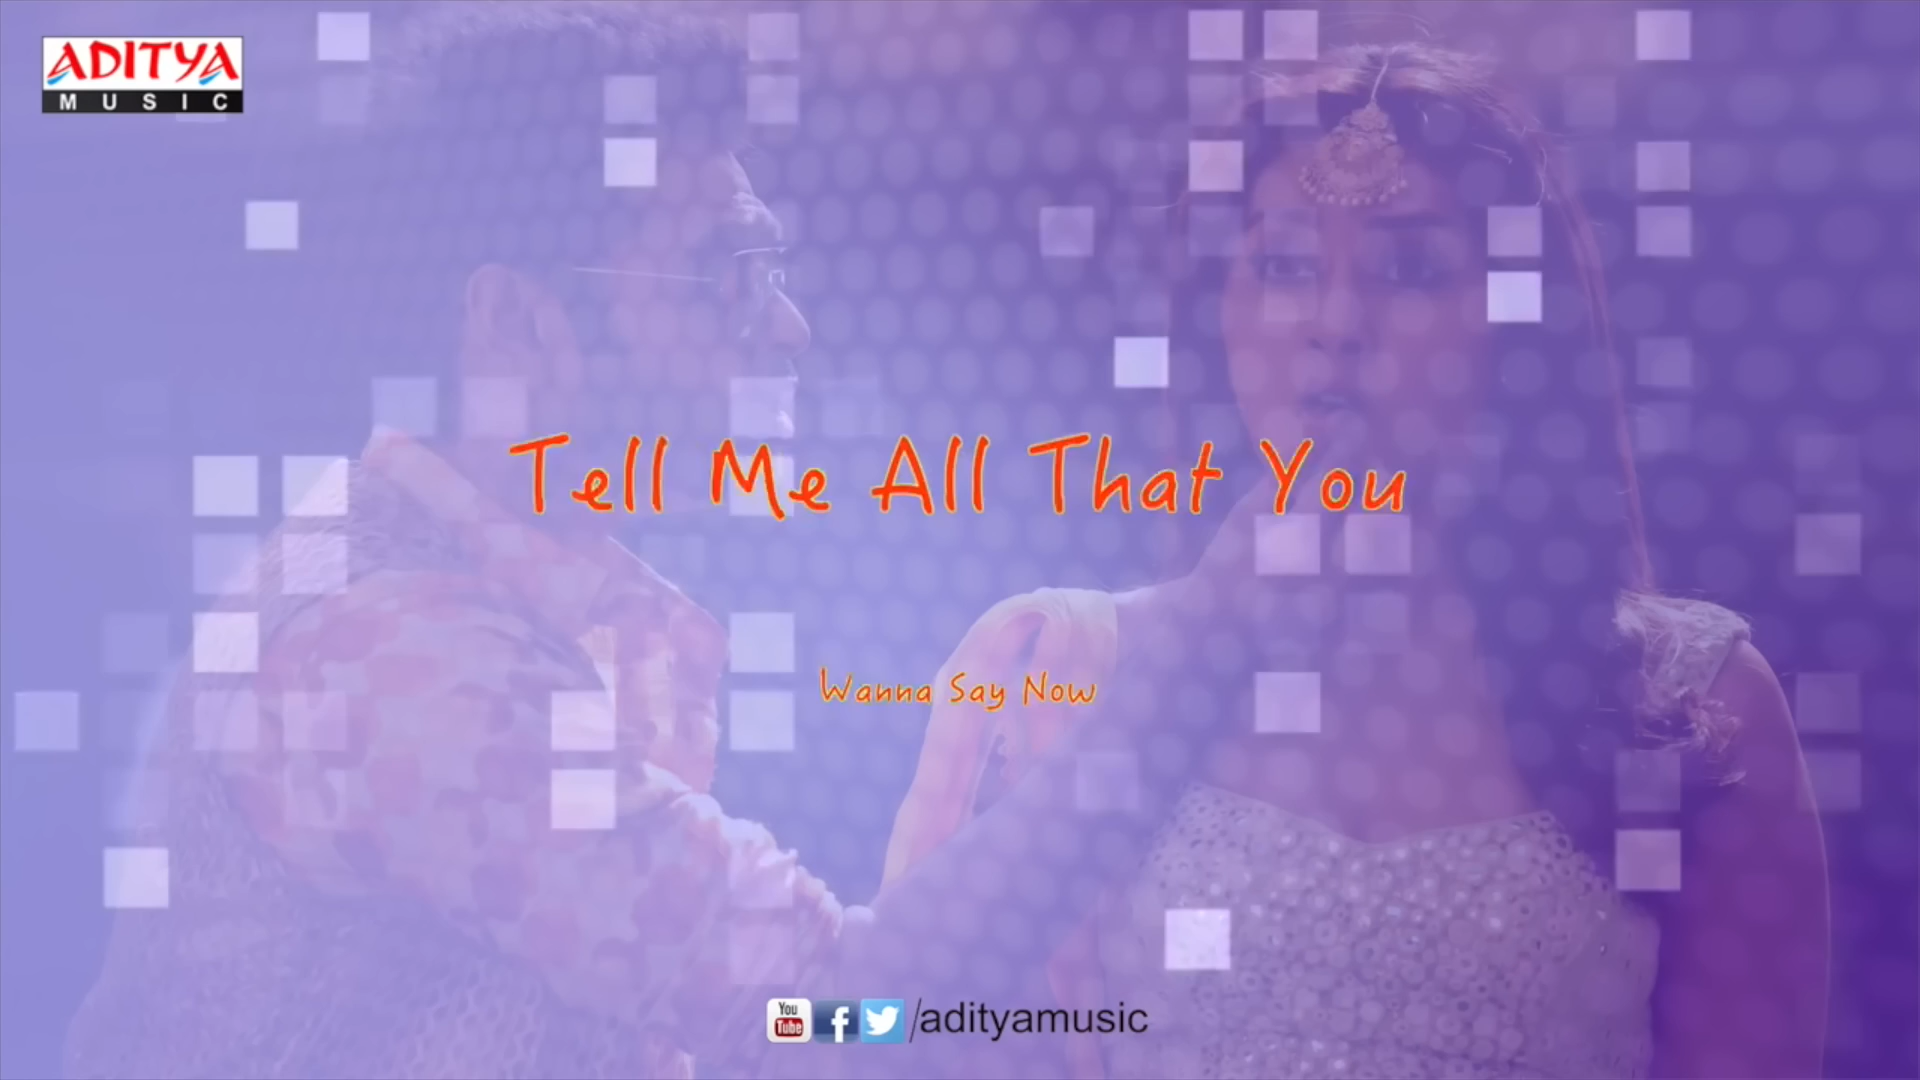 ADITYA
MUSIC
Tell Me All That You
Wanna Say Now
You
Tube
f
/adityamusic